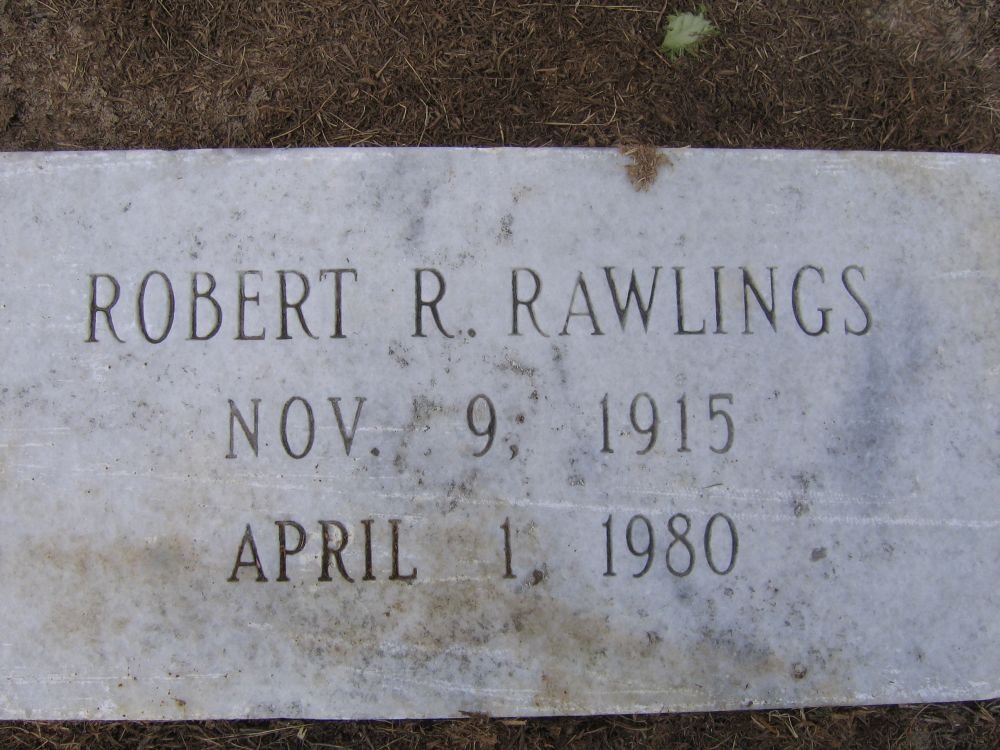 ROBERT R. RAWLINGS
NOV. 9, 1915
APRIL 1, 1980